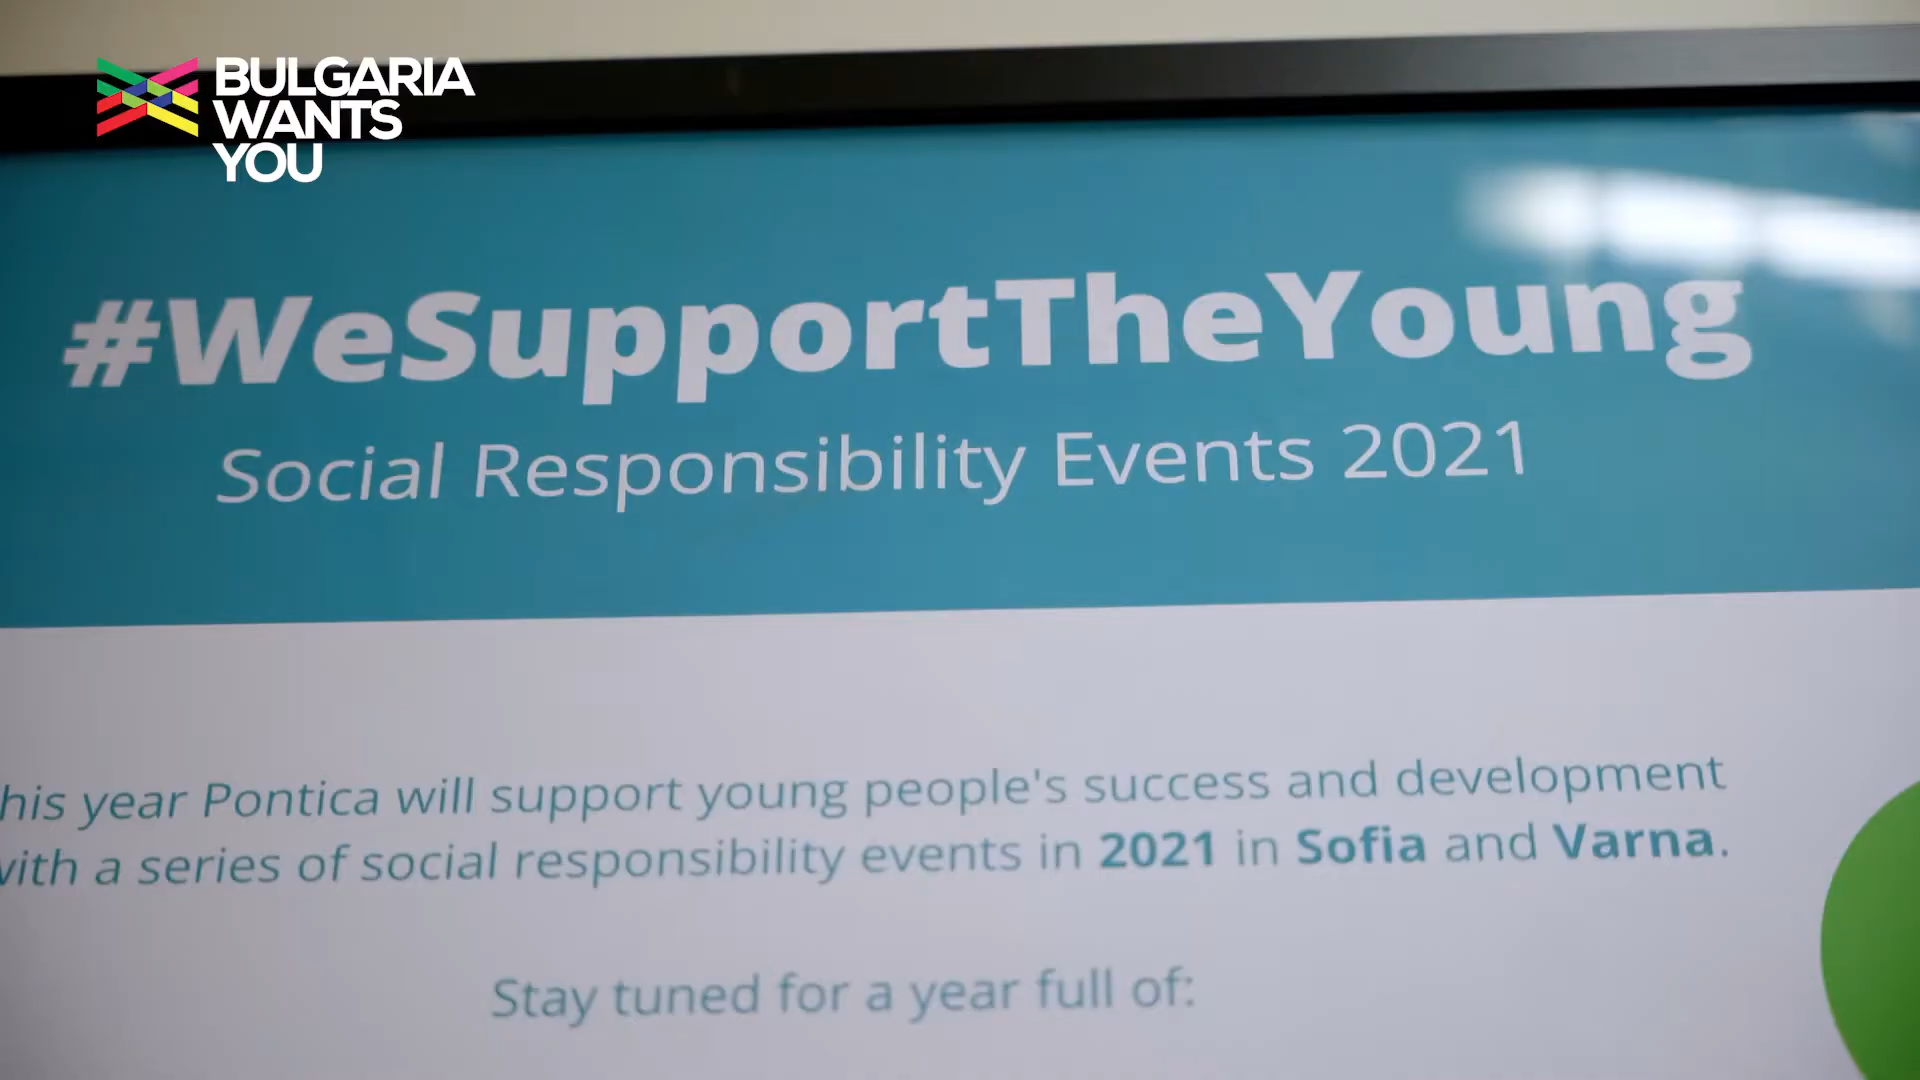 BULGARIA
WANTS
YOU
#WeSupportTheYoung
Social Responsibility Events 2021
his year Pontica will support young people's success and development
with a series of social responsibility events in 2021 in Sofia and Varna.
Stay tuned for a year full of: